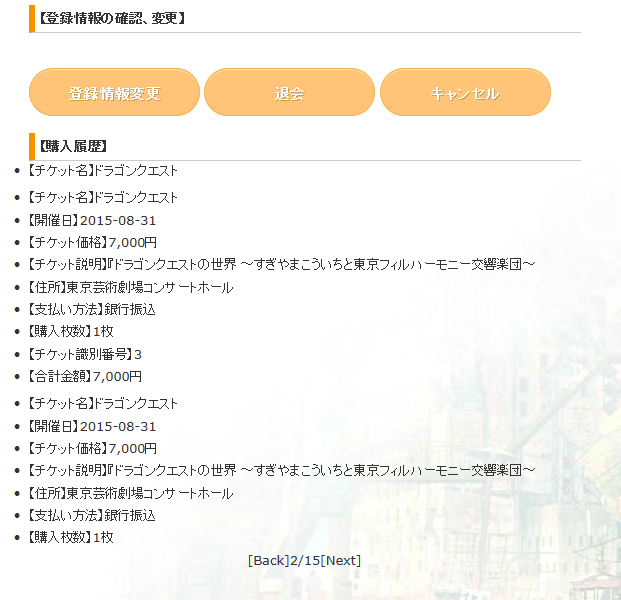 【登録情報の確認、変更】
登録情報変更 退会 キャンセル
【購入履歴】
• 【チケット名】ドラゴンクエスト
• 【チケット名】ドラゴンクエスト
• 【開催日】2015-08-31
• 【チケット価格】7,000円
• 【チケット説明】『ドラゴンクエストの世界 ～すぎやまこういちと東京フィルハーモニー交響楽団～
• 【住所】東京芸術劇場コンサートホール
• 【支払い方法】銀行振込
• 【購入枚数】1枚
• 【チケット識別番号】3
• 【合計金額】7,000円
• 【チケット名】ドラゴンクエスト
• 【開催日】2015-08-31
• 【チケット価格】7,000円
• 【チケット説明】『ドラゴンクエストの世界 ～すぎやまこういちと東京フィルハーモニー交響楽団～
• 【住所】東京芸術劇場コンサートホール
• 【支払い方法】銀行振込
• 【購入枚数】1枚
[Back]2/15[Next]